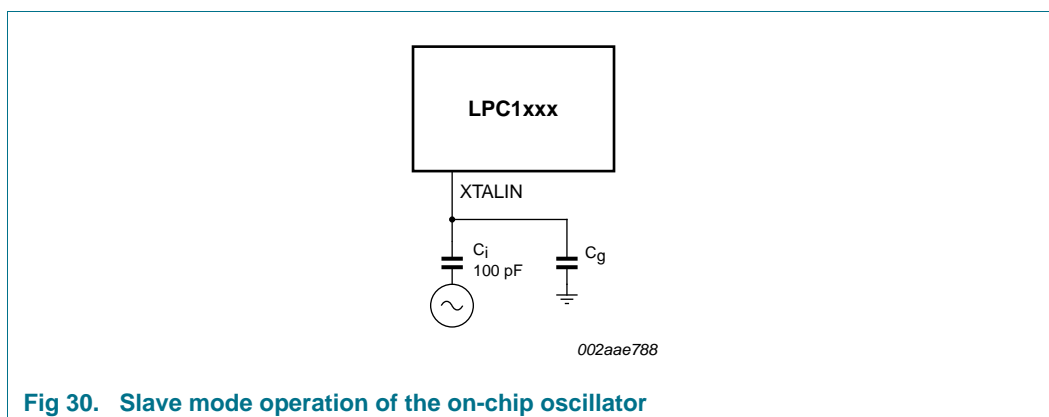 LPC1xxx
XTALIN
Ci
100 pF
Cg
002aae788
Fig 30. Slave mode operation of the on-chip oscillator